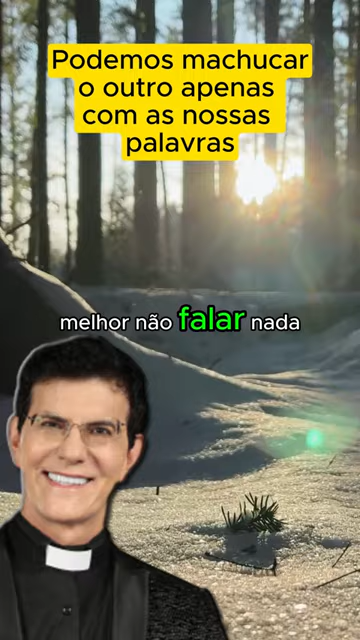 Podemos machucar
o outro apenas
com as nossas
palavras
melhor não falar nada